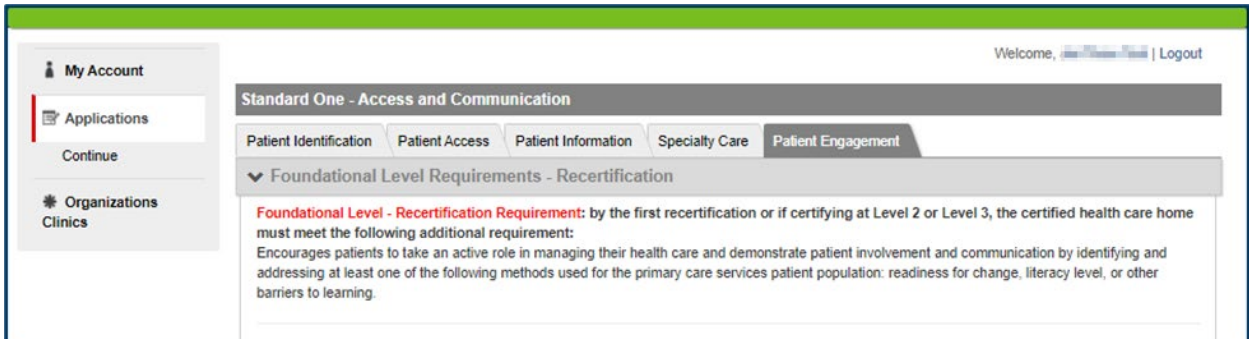 Welcome, | Logout
My Account
Applications
Continue
Organizations
Clinics
Standard One - Access and Communication
Patient Identification Patient Access Patient Information Specialty Care Patient Engagement
Foundational Level Requirements - Recertification
Foundational Level - Recertification Requirement: by the first recertification or if certifying at Level 2 or Level 3, the certified health care home
must meet the following additional requirement:
Encourages patients to take an active role in managing their health care and demonstrate patient involvement and communication by identifying and
addressing at least one of the following methods used for the primary care services patient population: readiness for change, literacy level, or other
barriers to learning.